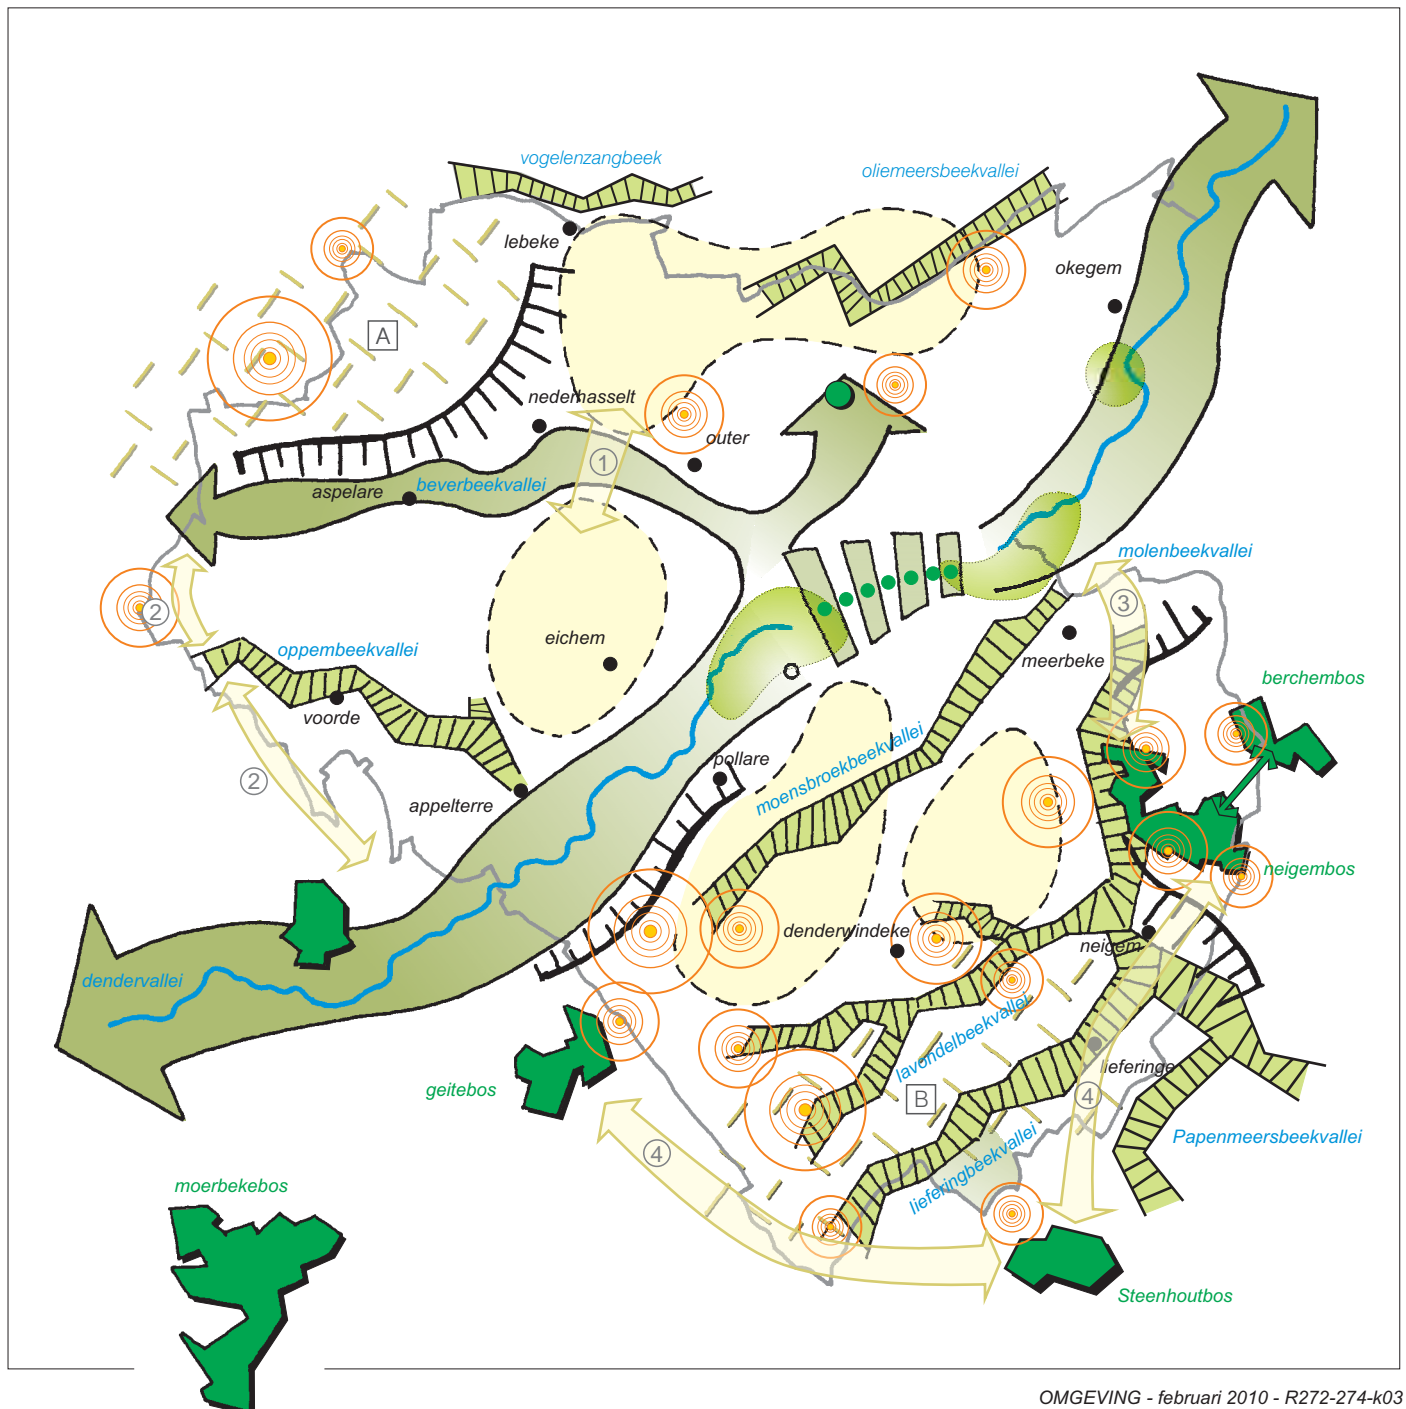 vogelenzangbeek
oliemeersbeekvallei
lebeke
okegem
A
nederhasselt
outer
1
aspelare
beverbeekvallei
molenbeekvallei
2
3
eichem
oppembeekvallei
meerbeke
berchembos
voorde
pollare
moensbroekbeekvallei
2
appelterre
neigembos
denderwindeke
neigem
dendervallei
lavondelbeekvallei
lieferinge
geitebos
B
4
Papenmeersbeekvallei
4
lieferingbeekvallei
moerbekebos
Steenhoutbos
OMGEVING - februari 2010 - R272-274-k03